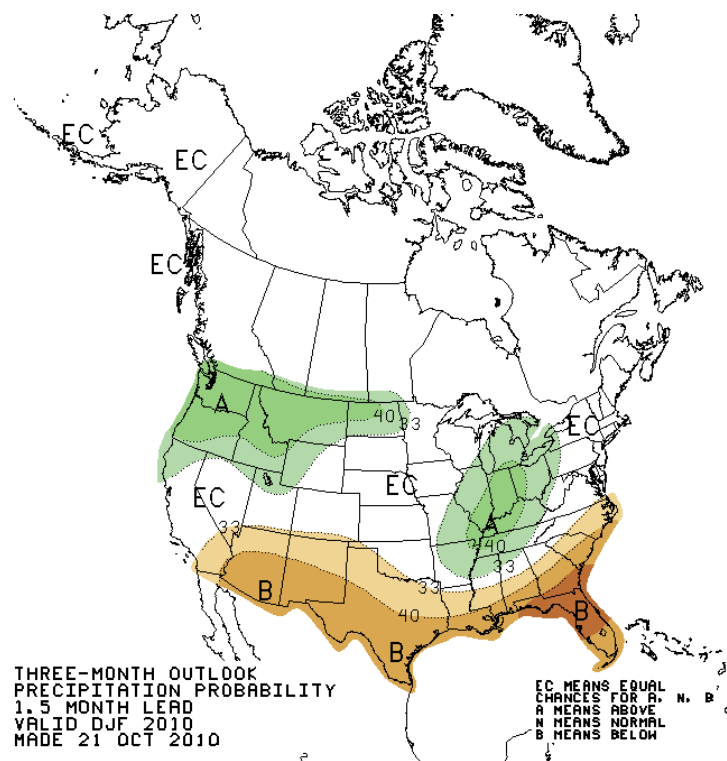 EC
EC
EC
A
40
33
EC
EC
EC
A
40
33
33
33
40
B
B
B
THREE-MONTH OUTLOOK
PRECIPITATION PROBABILITY
1.5 MONTH LEAD
VALID DJF 2010
MADE 21 OCT 2010
EC MEANS EQUAL
CHANCES FOR A, N, B
A MEANS ABOVE
N MEANS NORMAL
B MEANS BELOW